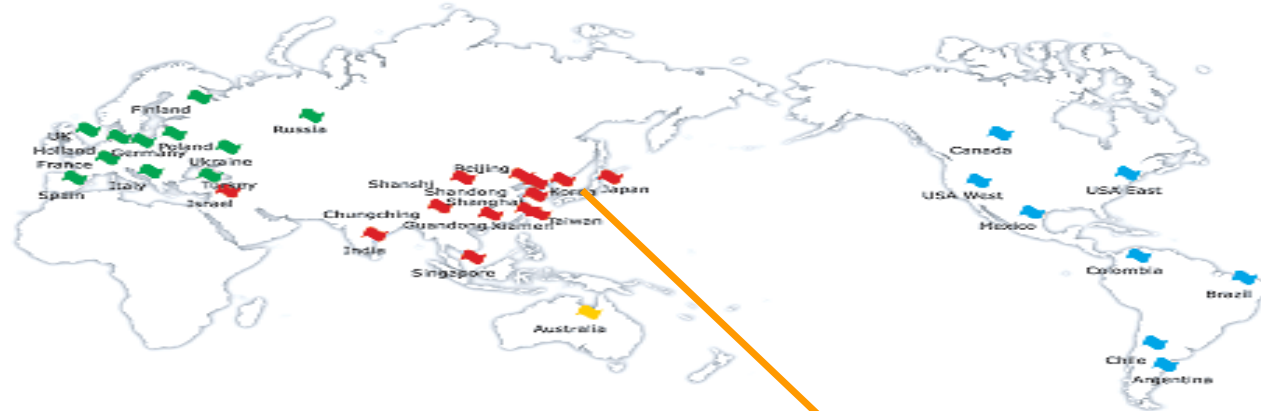 Finland
Russia
UK
Holland
Germany
Poland
France
Ukraine
Spain
Italy
Turkey
Israel
Beijing
Shanshi
Shandong
Korea
Japan
Shanghai
Chungching
Guandong
Xiamen
Taiwan
India
Singapore
Australia
Canada
USA West
USA East
Mexico
Colombia
Brazil
Chile
Argentina